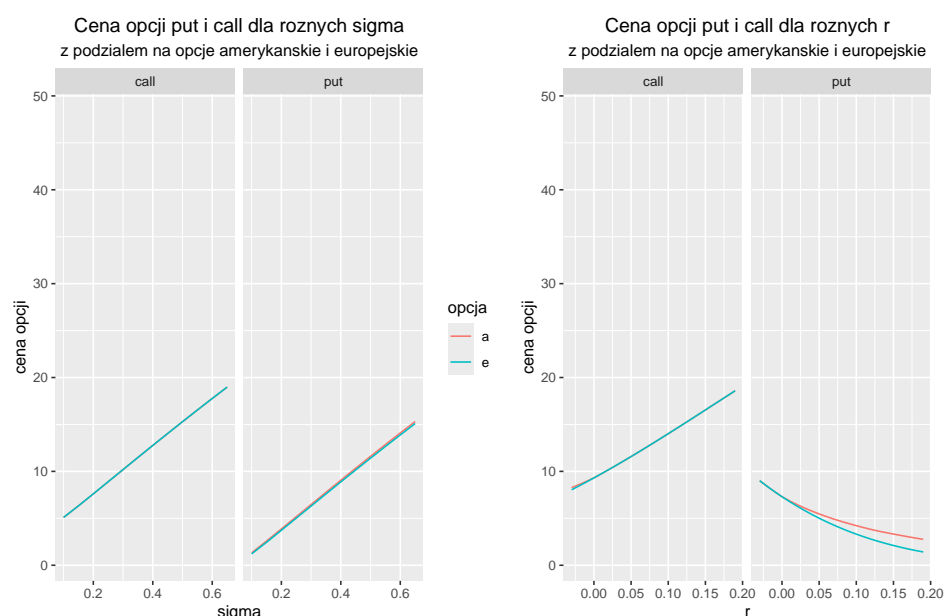 Cena opcji put i call dla roznych sigma
z podzialem na opcje amerykanskie i europejskie
call
put
50
40
30
20
10
0
cena opcji
0.2
0.4
0.6
0.2
0.4
0.6
sigma
opcja
a
e
Cena opcji put i call dla roznych r
z podzialem na opcje amerykanskie i europejskie
call
put
50
40
30
20
10
0
cena opcji
0.00
0.05
0.10
0.15
0.20
0.00
0.05
0.10
0.15
0.20
r